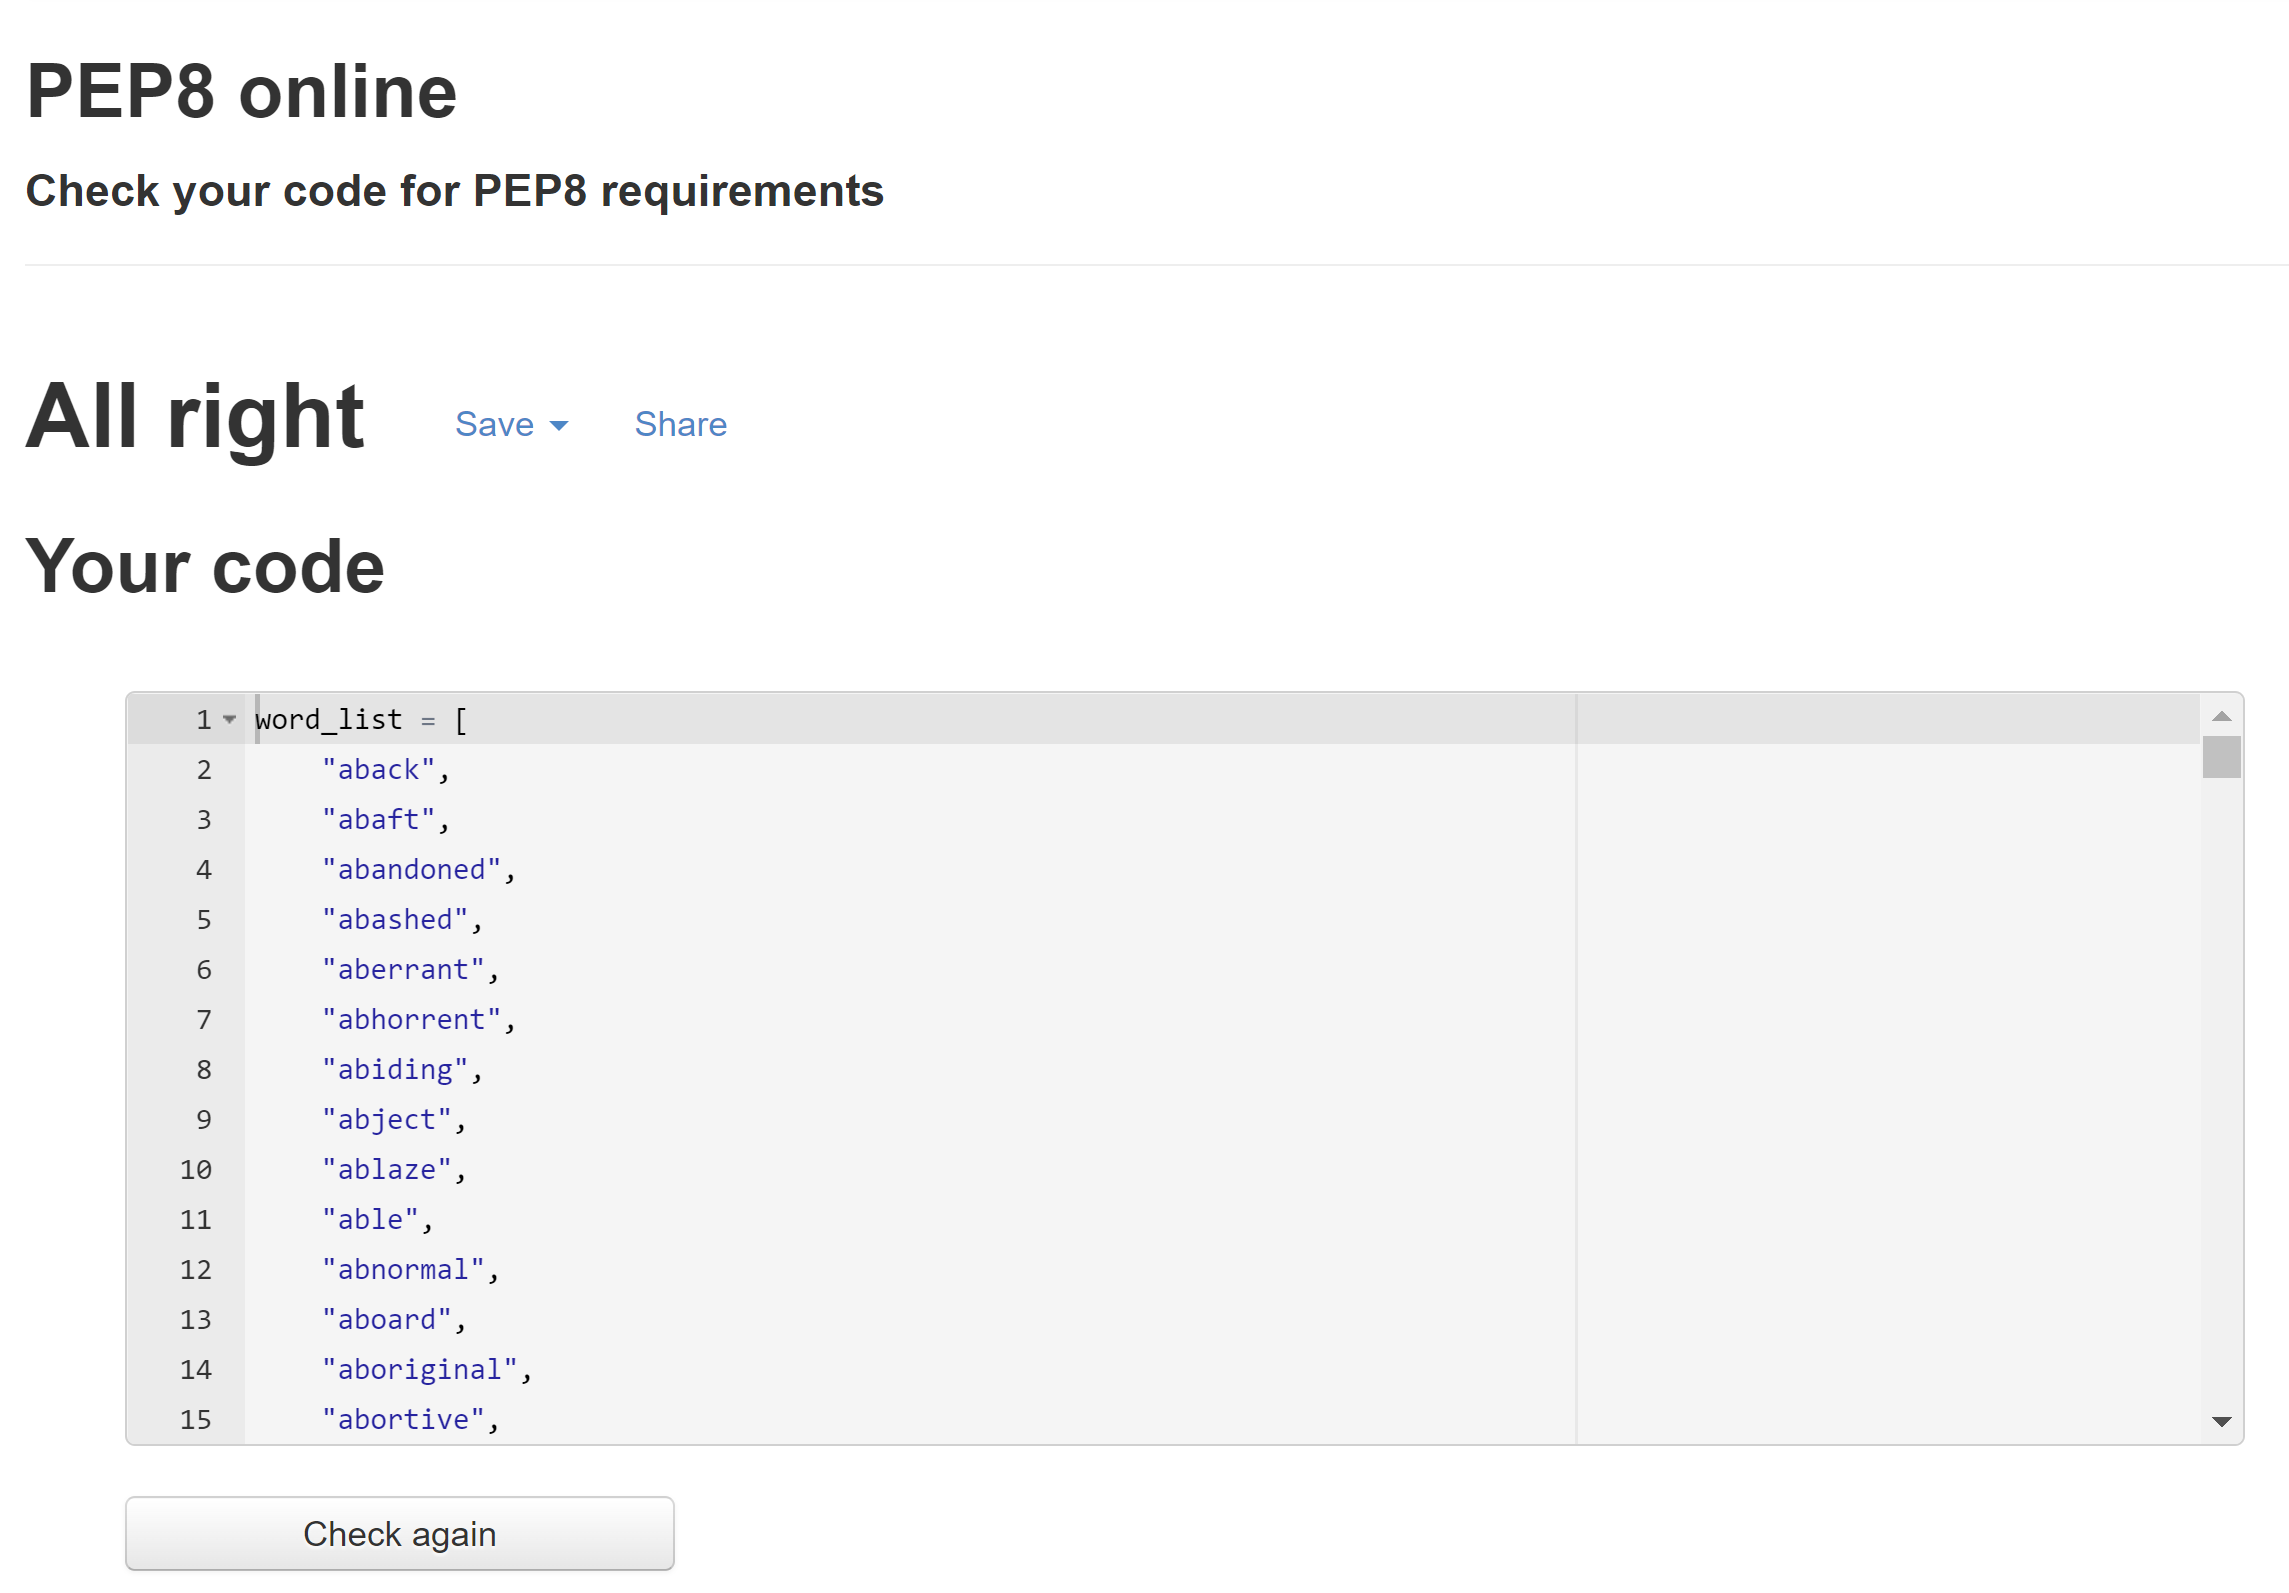 PEP8 online
Check your code for PEP8 requirements
All right Save Share
Your code
1 word_list = [
2 "aback",
3 "abaft",
4 "abandoned",
5 "abashed",
6 "aberrant",
7 "abhorrent",
8 "abiding",
9 "abject",
10 "ablaze",
11 "able",
12 "abnormal",
13 "aboard",
14 "aboriginal",
15 "abortive",
Check again